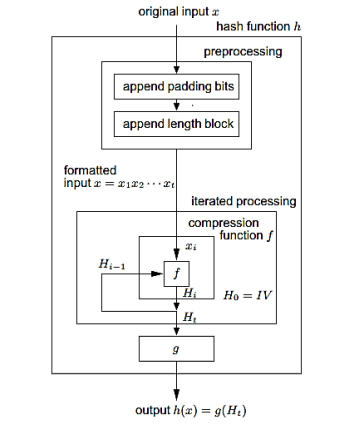 original input x
hash function h
preprocessing
append padding bits
append length block
formatted
input x = x₁x₂ ⋯ xₜ
iterated processing
compression
function f
xᵢ
Hᵢ₋₁
f
Hᵢ
H₀ = IV
Hₜ
g
output h(x) = g(Hₜ)